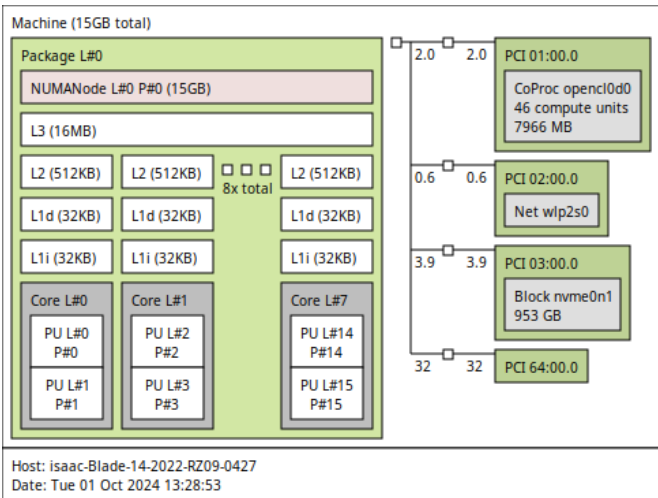 Machine (15GB total)
Package L#0
NUMANode L#0 P#0 (15GB)
L3 (16MB)
L2 (512KB) L2 (512KB) 8x total L2 (512KB)
L1d (32KB) L1d (32KB) L1d (32KB)
L1i (32KB) L1i (32KB) L1i (32KB)
Core L#0 Core L#1 Core L#7
PU L#0 PU L#2 PU L#14
P#0 P#2 P#14
PU L#1 PU L#3 PU L#15
P#1 P#3 P#15
2.0 2.0 PCI 01:00.0
CoProc opencl0d0
46 compute units
7966 MB
0.6 0.6 PCI 02:00.0
Net wlp2s0
3.9 3.9 PCI 03:00.0
Block nvme0n1
953 GB
32 32 PCI 64:00.0
Host: isaac-Blade-14-2022-RZ09-0427
Date: Tue 01 Oct 2024 13:28:53